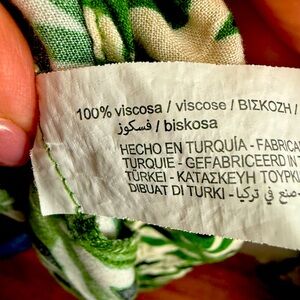 100% viscosa / viscose / ΒΙΣΚΟΖΗ /
فسكوز / biskosa
HECHO EN TURQUÍA - FABRICA
TURQUIE - GEFABRICEERD IN T
TÜRKEI - ΚΑΤΑΣΚΕΥΗ ΤΟΥΡΚΙ
DIBUAT DI TURKI - صنع في تركيا